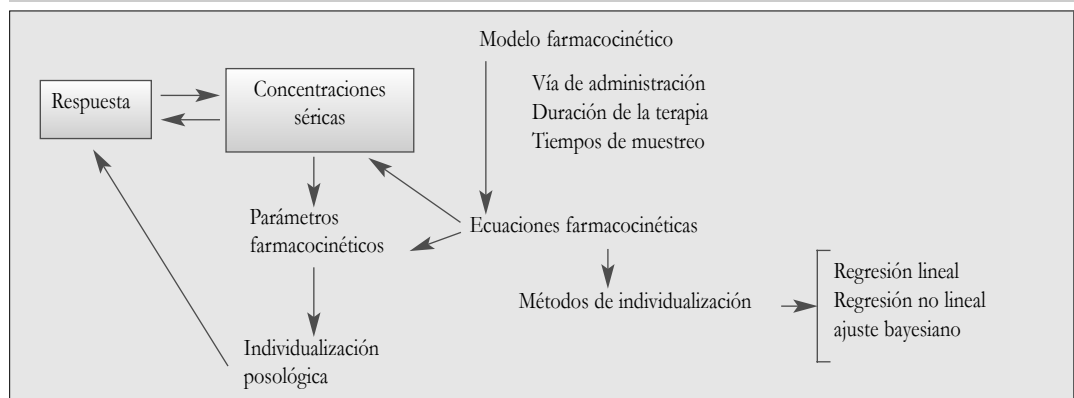 Modelo farmacocinético
Vía de administración
Duración de la terapia
Tiempos de muestreo
Respuesta
Concentraciones
séricas
Parámetros
farmacocinéticos
Ecuaciones farmacocinéticas
Métodos de individualización
Regresión lineal
Regresión no lineal
ajuste bayesiano
Individualización
posológica